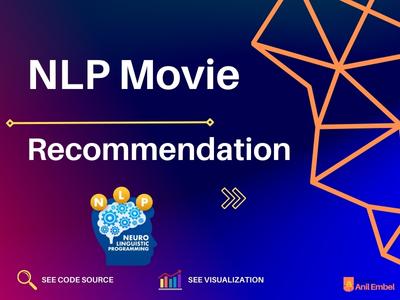 NLP Movie
Recommendation
N L P
NEURO
LINGUISTIC
PROGRAMMING
SEE CODE SOURCE
SEE VISUALIZATION
Anil Embel